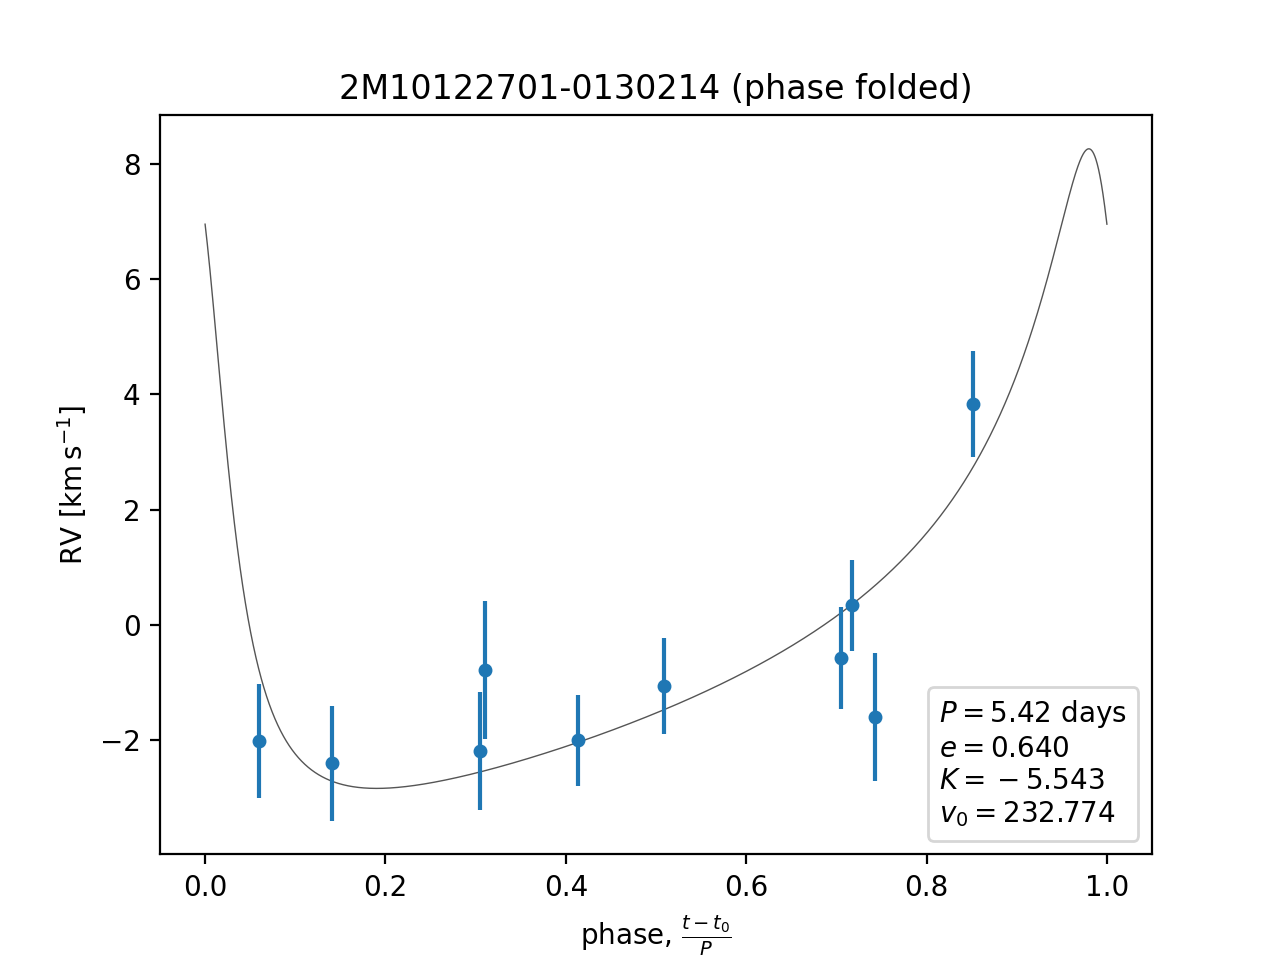 2M10122701-0130214 (phase folded)
8
6
4
2
0
−2
RV [km s⁻¹]
0.0 0.2 0.4 0.6 0.8 1.0
phase, (t − t₀)/P
P = 5.42 days
e = 0.640
K = −5.543
v₀ = 232.774